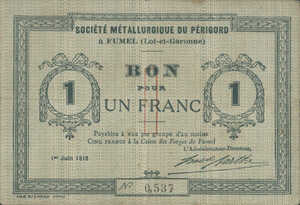 SOCIÉTÉ MÉTALLURGIQUE DU PÉRIGORD
à FUMEL (Lot-et-Garonne)
BON
POUR
1 UN FRANC 1
Payables à vue par groupe d'au moins
CINQ FRANCS à la Caisse des Forges de Fumel
1er Juin 1915
L'Administrateur-Directeur,
No 0,537